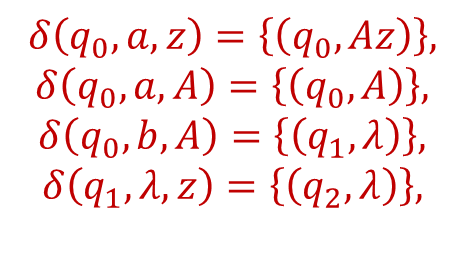 δ(q₀, a, z) = {(q₀, Az)},
δ(q₀, a, A) = {(q₀, A)},
δ(q₀, b, A) = {(q₁, λ)},
δ(q₁, λ, z) = {(q₂, λ)},